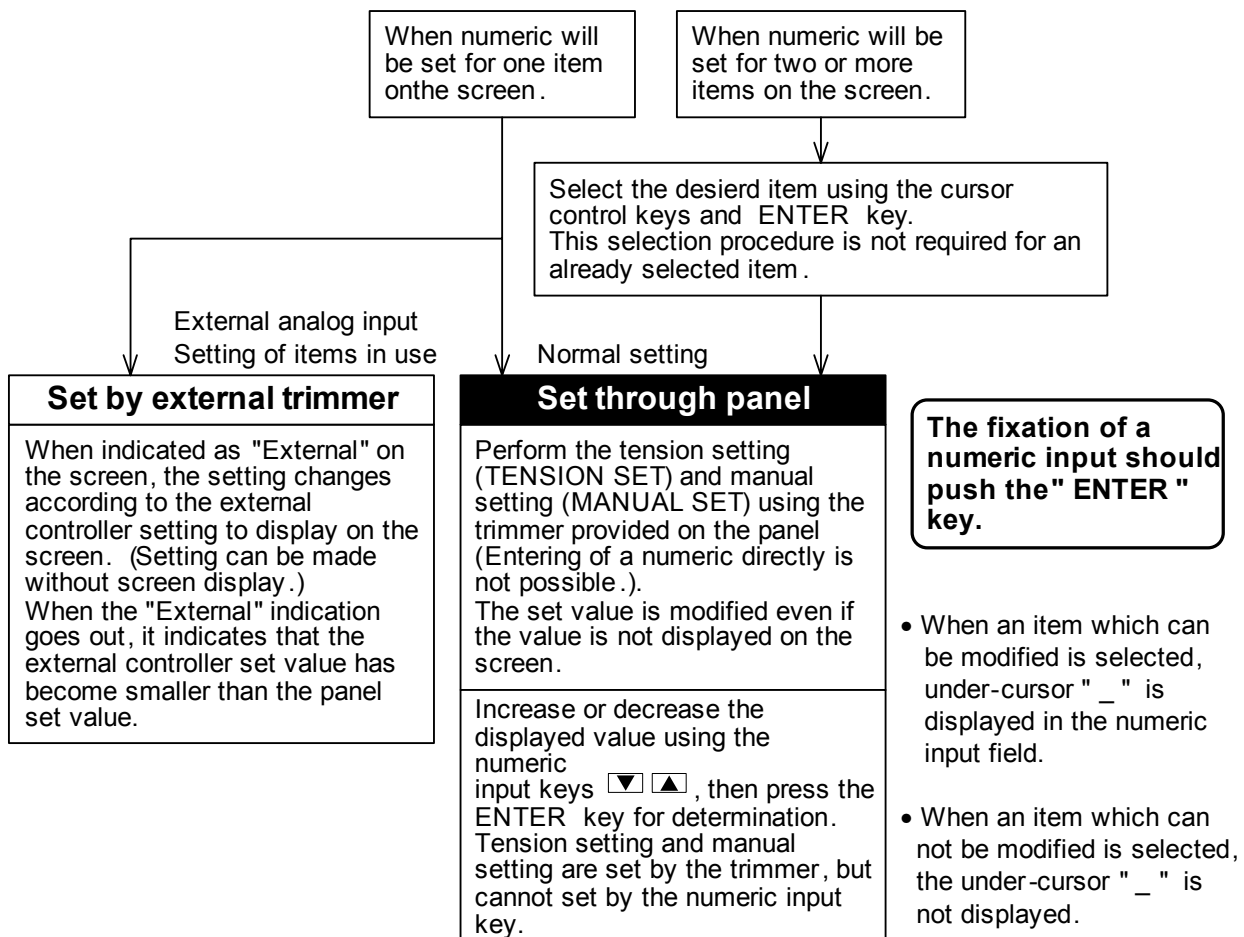 When numeric will
be set for one item
onthe screen.
When numeric will be
set for two or more
items on the screen.
Select the desierd item using the cursor
control keys and ENTER key.
This selection procedure is not required for an
already selected item.
External analog input
Setting of items in use
Normal setting
Set by external trimmer
When indicated as "External" on
the screen, the setting changes
according to the external
controller setting to display on the
screen. (Setting can be made
without screen display.)
When the "External" indication
goes out, it indicates that the
external controller set value has
become smaller than the panel
set value.
Set through panel
Perform the tension setting
(TENSION SET) and manual
setting (MANUAL SET) using the
trimmer provided on the panel
(Entering of a numeric directly is
not possible.).
The set value is modified even if
the value is not displayed on the
screen.
Increase or decrease the
displayed value using the
numeric
input keys ▼ ▲ , then press the
ENTER key for determination.
Tension setting and manual
setting are set by the trimmer, but
cannot set by the numeric input
key.
The fixation of a
numeric input should
push the" ENTER "
key.
• When an item which can
be modified is selected,
under-cursor " _ " is
displayed in the numeric
input field.
• When an item which can
not be modified is selected,
the under-cursor " _ " is
not displayed.